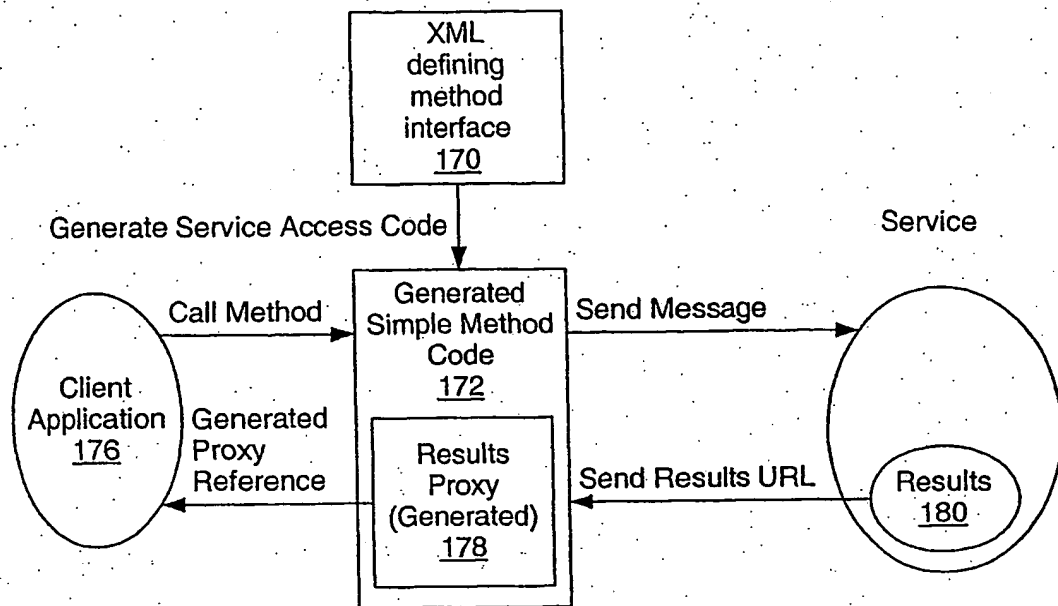 XML
defining
method
interface
170
Generate Service Access Code
Service
Call Method
Generated
Simple Method
Code
172
Send Message
Client
Application
176
Generated
Proxy
Reference
Results
Proxy
(Generated)
178
Send Results URL
Results
180